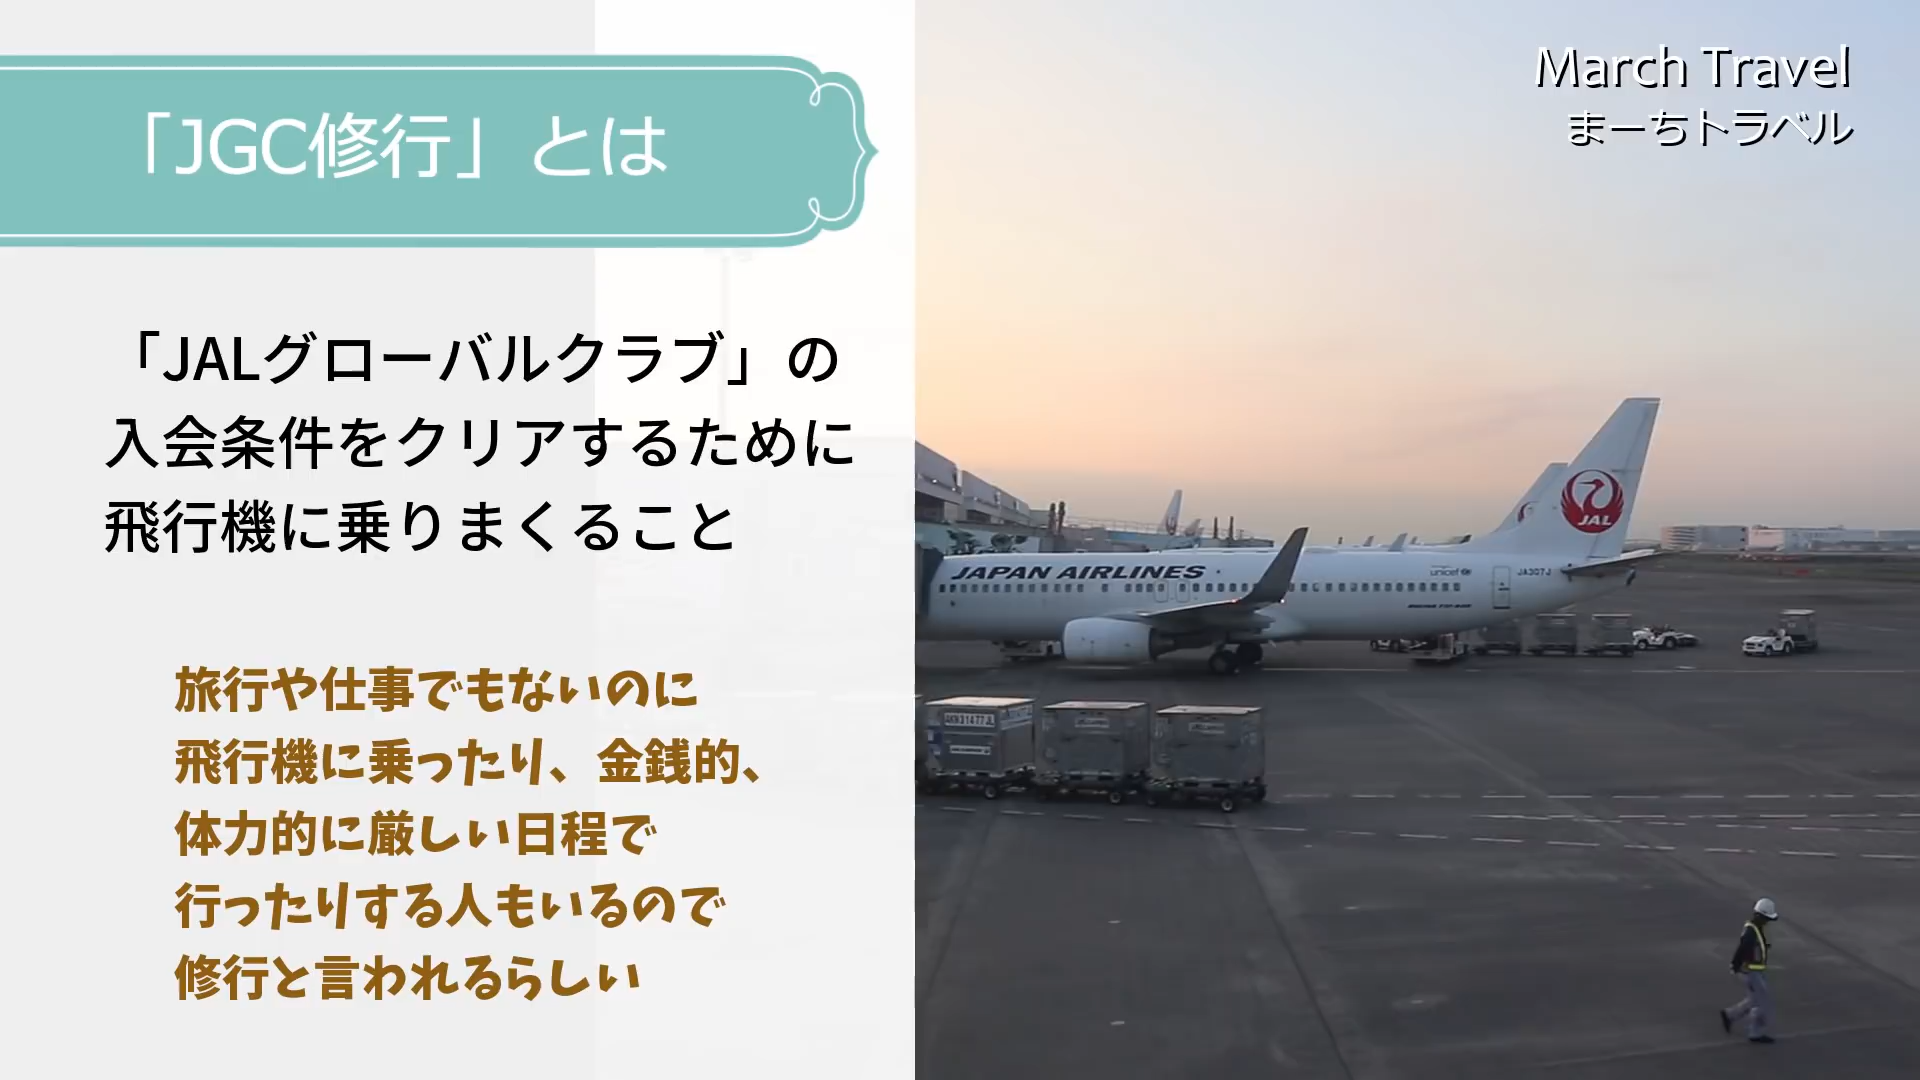 「JGC修行」とは
「JALグローバルクラブ」の
入会条件をクリアするために
飛行機に乗りまくること
旅行や仕事でもないのに
飛行機に乗ったり、金銭的、
体力的に厳しい日程で
行ったりする人もいるので
修行と言われるらしい
March Travel
まーちトラベル
JAL
JAPAN AIRLINES
unicef
JA307J
AKN31477JL